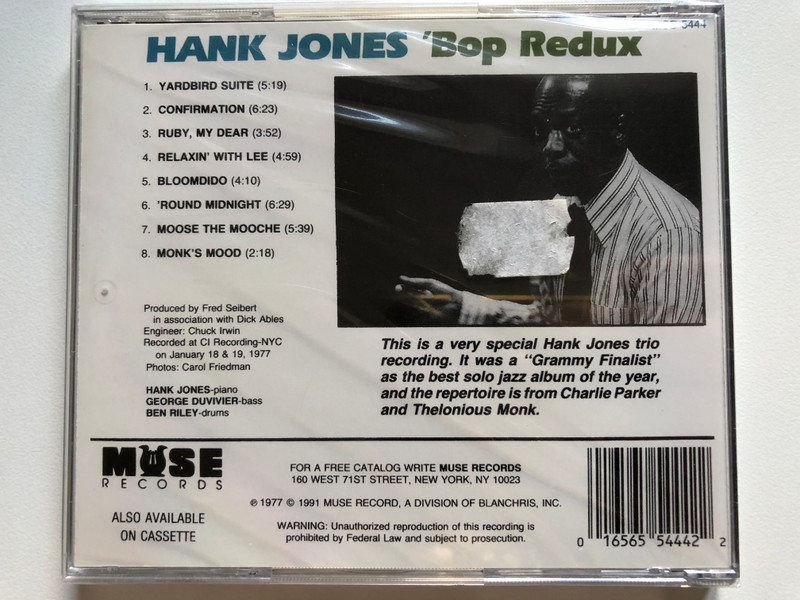 HANK JONES 'Bop Redux
1. YARDBIRD SUITE (5:19)
2. CONFIRMATION (6:23)
3. RUBY, MY DEAR (3:52)
4. RELAXIN' WITH LEE (4:59)
5. BLOOMDIDO (4:10)
6. 'ROUND MIDNIGHT (6:29)
7. MOOSE THE MOOCHE (5:39)
8. MONK'S MOOD (2:18)
Produced by Fred Seibert
in association with Dick Ables
Engineer: Chuck Irwin
Recorded at CI Recording-NYC
on January 18 & 19, 1977
Photos: Carol Friedman
HANK JONES-piano
GEORGE DUVIVIER-bass
BEN RILEY-drums
This is a very special Hank Jones trio
recording. It was a "Grammy Finalist"
as the best solo jazz album of the year,
and the repertoire is from Charlie Parker
and Thelonious Monk.
MUSE
RECORDS
ALSO AVAILABLE
ON CASSETTE
FOR A FREE CATALOG WRITE MUSE RECORDS
160 WEST 71ST STREET, NEW YORK, NY 10023
℗ 1977 © 1991 MUSE RECORD, A DIVISION OF BLANCHRIS, INC.
WARNING: Unauthorized reproduction of this recording is
prohibited by Federal Law and subject to prosecution.
0 16565 54442 2